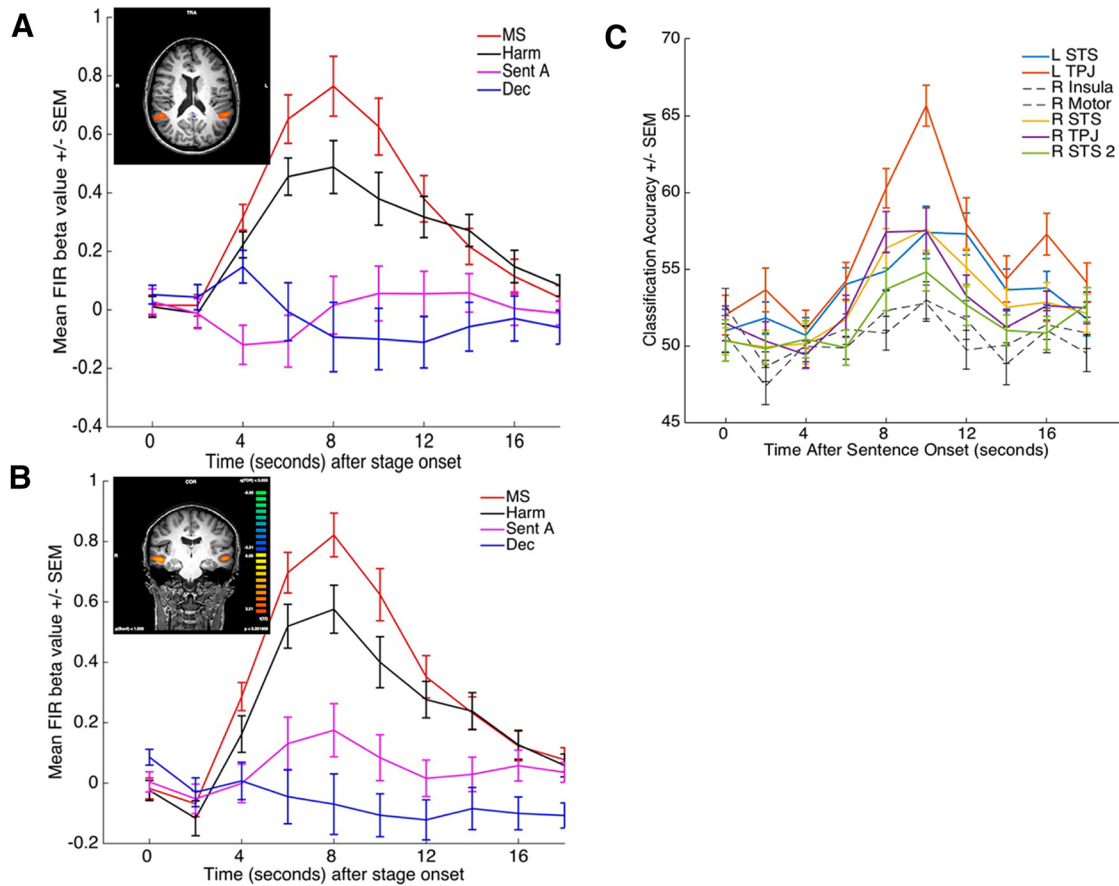 A
1
0.8
0.6
0.4
0.2
0
-0.2
-0.4
Mean FIR beta value +/- SEM
TRA
R
L
MS
Harm
Sent A
Dec
0
4
8
12
16
Time (seconds) after stage onset
B
1
0.8
0.6
0.4
0.2
0
-0.2
Mean FIR beta value +/- SEM
COR
R
MS
Harm
Sent A
Dec
0
4
8
12
16
Time (seconds) after stage onset
C
70
65
60
55
50
45
Classification Accuracy +/- SEM
L STS
L TPJ
R Insula
R Motor
R STS
R TPJ
R STS 2
0
4
8
12
16
Time After Sentence Onset (seconds)